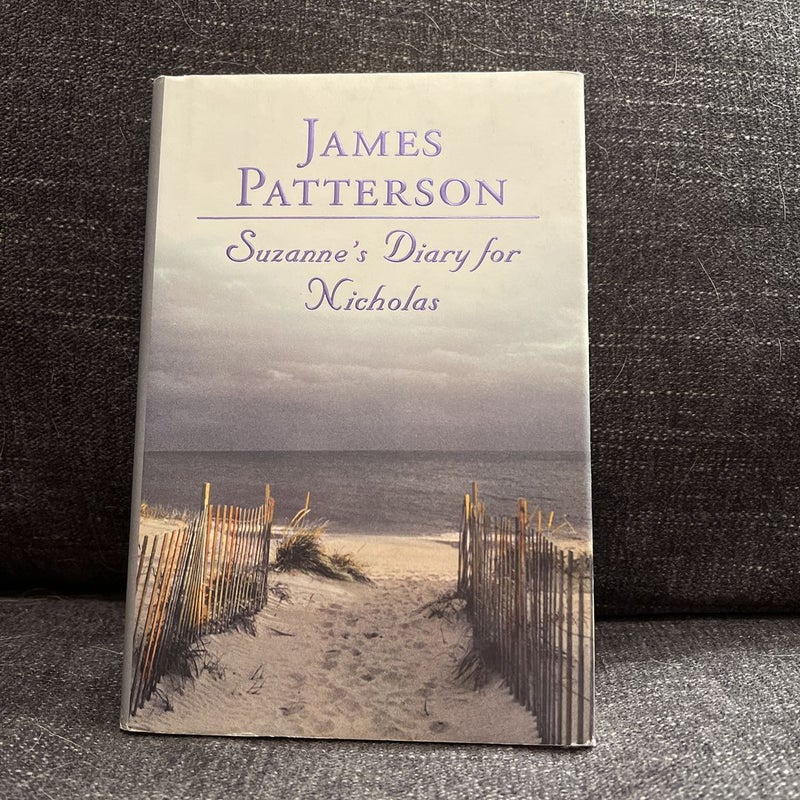 JAMES
PATTERSON
Suzanne's Diary for
Nicholas